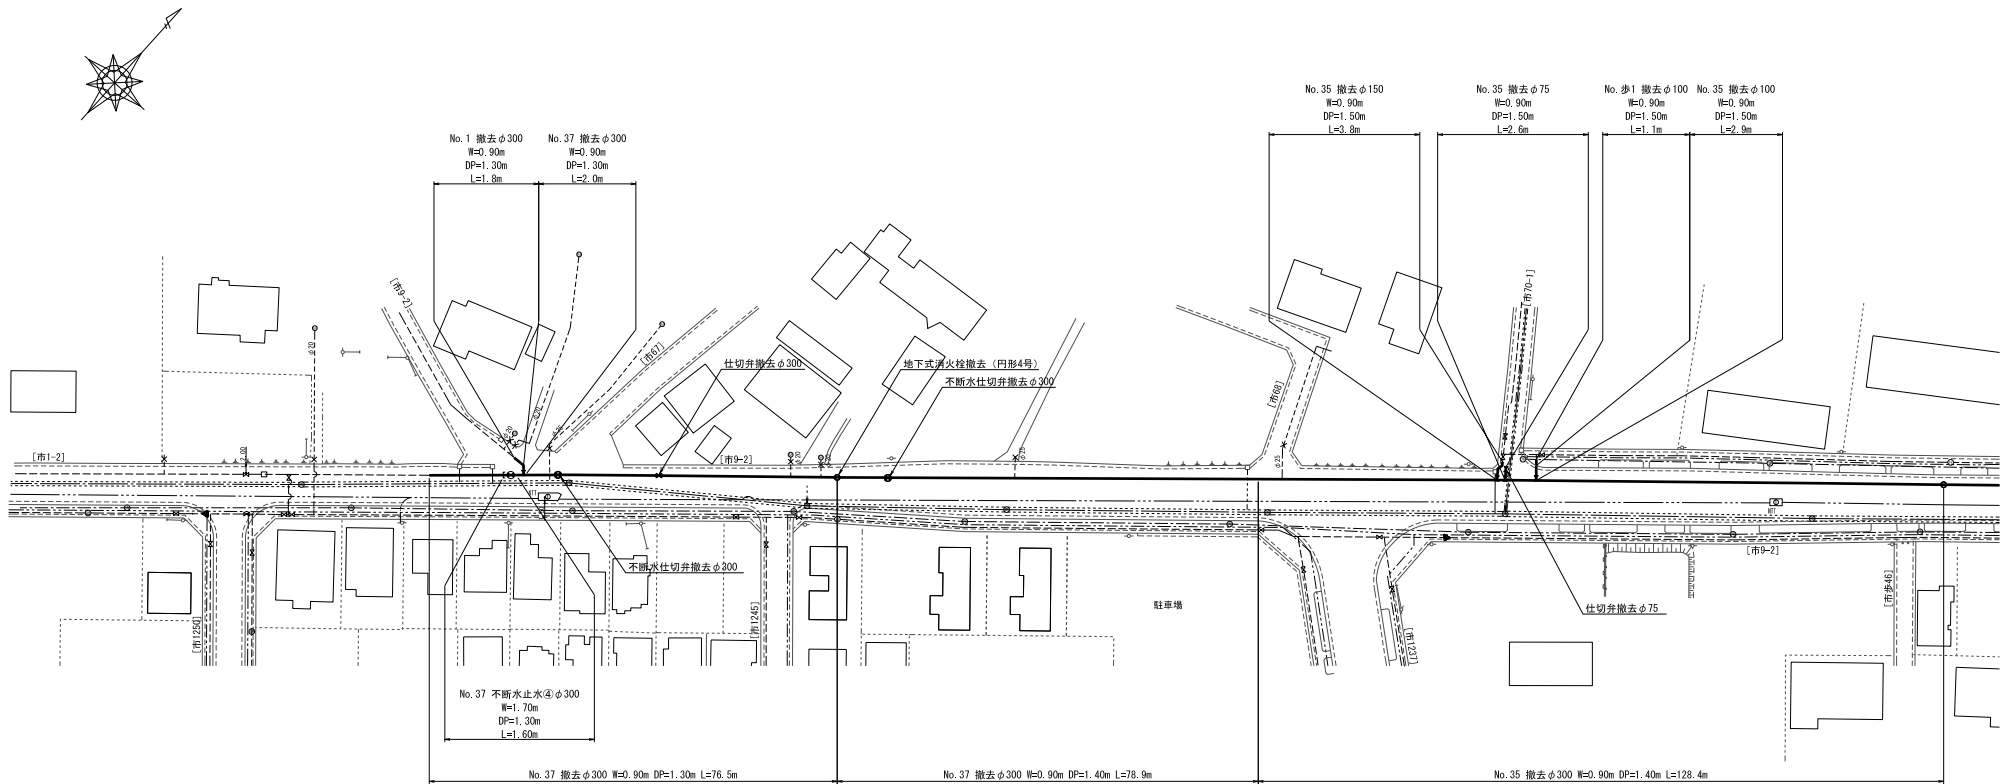 No.35 撤去φ150
W=0.90m
DP=1.50m
L=3.8m
No.35 撤去φ75
W=0.90m
DP=1.50m
L=2.6m
No.歩1 撤去φ100
W=0.90m
DP=1.50m
L=1.1m
No.35 撤去φ100
W=0.90m
DP=1.50m
L=2.9m
No.1 撤去φ300
W=0.90m
DP=1.30m
L=1.8m
No.37 撤去φ300
W=0.90m
DP=1.30m
L=2.0m
[市9-2]
[市67]
[市68]
[市70-1]
仕切弁撤去φ300
地下式消火栓撤去（円形4号）
不断水仕切弁撤去φ300
φ20
φ20
φ20
φ20
φ20
φ25
φ25
2.00
[市1-2]
[市9-2]
NTT
NTT
不断水仕切弁撤去φ300
[市9-2]
仕切弁撤去φ75
駐車場
[市1250]
[市1245]
[市1237]
[市歩46]
No.37 不断水止水④φ300
W=1.70m
DP=1.30m
L=1.60m
No.37 撤去φ300 W=0.90m DP=1.30m L=76.5m
No.37 撤去φ300 W=0.90m DP=1.40m L=78.9m
No.35 撤去φ300 W=0.90m DP=1.40m L=128.4m